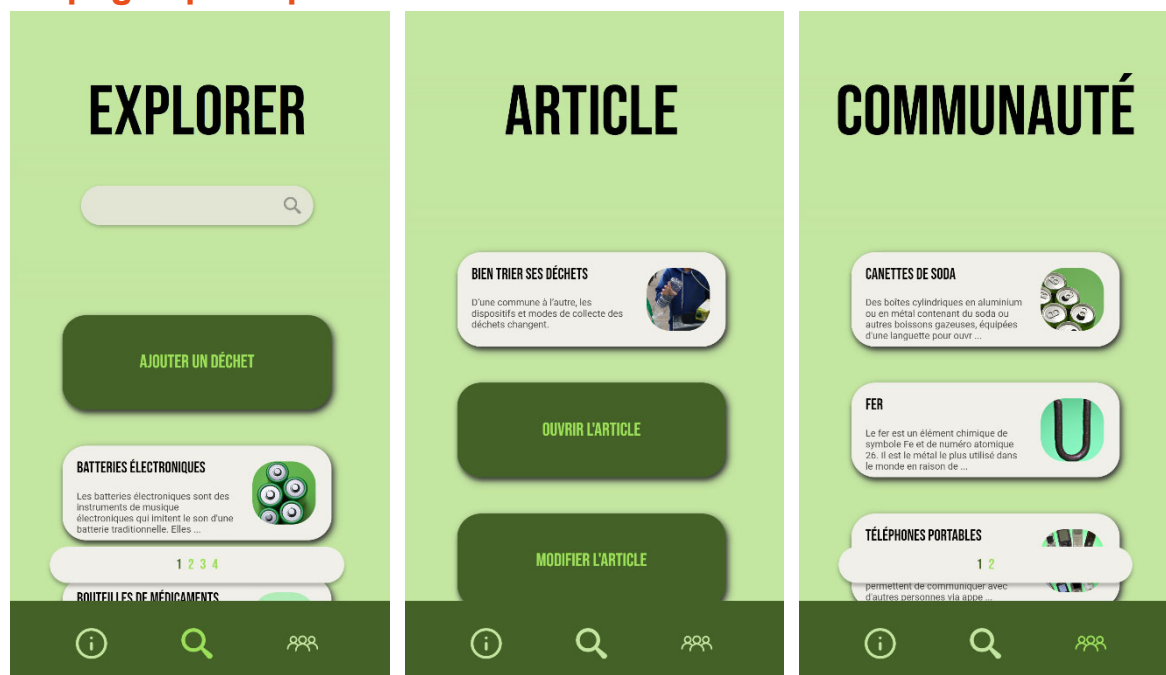 EXPLORER
AJOUTER UN DÉCHET
BATTERIES ÉLECTRONIQUES
Les batteries électroniques sont des
instruments de musique
électroniques qui imitent le son d'une
batterie traditionnelle. Elles ...
1 2 3 4
BOUTEILLES DE MÉDICAMENTS
ARTICLE
BIEN TRIER SES DÉCHETS
D'une commune à l'autre, les
dispositifs et modes de collecte des
déchets changent.
OUVRIR L'ARTICLE
MODIFIER L'ARTICLE
COMMUNAUTÉ
CANETTES DE SODA
Des boîtes cylindriques en aluminium
ou en métal contenant du soda ou
autres boissons gazeuses, équipées
d'une languette pour ouvr ...
FER
Le fer est un élément chimique de
symbole Fe et de numéro atomique
26. Il est le métal le plus utilisé dans
le monde en raison de ...
TÉLÉPHONES PORTABLES
1 2
permettent de communiquer avec
d'autres personnes via appe ...